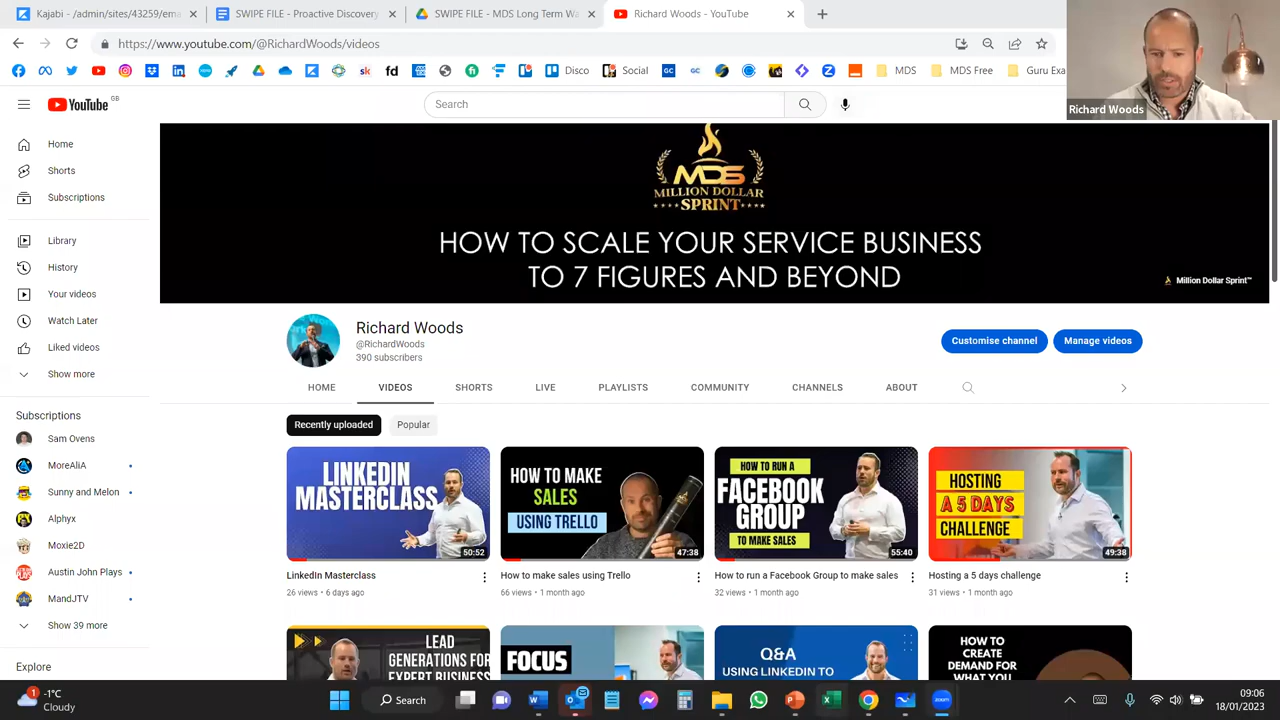 Kajabi - /admin/sites/43259/eme
SWIPE FILE - Proactive Discovery
SWIPE FILE - MDS Long Term Wa
Richard Woods - YouTube
https://www.youtube.com/@RichardWoods/videos
Disco
Social
MDS
MDS Free
Guru Exa
Richard Woods
YouTube GB
Search
Home
Shorts
Subscriptions
Library
History
Your videos
Watch Later
Liked videos
Show more
Subscriptions
Sam Ovens
MoreAliA
Sunny and Melon
Alphyx
Moxie2D
Austin John Plays
MandJTV
Show 39 more
Explore
MDS
MILLION DOLLAR
SPRINT
HOW TO SCALE YOUR SERVICE BUSINESS
TO 7 FIGURES AND BEYOND
Million Dollar Sprint™
Richard Woods
@RichardWoods
390 subscribers
Customise channel
Manage videos
HOME
VIDEOS
SHORTS
LIVE
PLAYLISTS
COMMUNITY
CHANNELS
ABOUT
Recently uploaded
Popular
LINKEDIN
MASTERCLASS
50:52
LinkedIn Masterclass
26 views • 6 days ago
HOW TO MAKE
SALES
USING TRELLO
47:38
How to make sales using Trello
66 views • 1 month ago
HOW TO RUN A
FACEBOOK
GROUP
TO MAKE SALES
55:40
How to run a Facebook Group to make sales
32 views • 1 month ago
HOSTING
A 5 DAYS
CHALLENGE
49:38
Hosting a 5 days challenge
31 views • 1 month ago
LEAD
GENERATIONS FOR
EXPERT BUSINESS
FOCUS
Q&A
USING LINKEDIN TO
HOW TO
CREATE
DEMAND FOR
WHAT YOU
1
-1°C
Cloudy
Search
zoom
09:06
18/01/2023